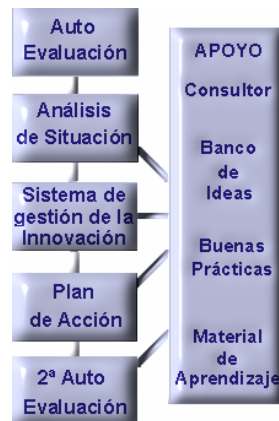 Auto
Evaluación
Análisis
de Situación
Sistema de
gestión de la
Innovación
Plan
de Acción
2ª Auto
Evaluación
APOYO
Consultor
Banco
de
Ideas
Buenas
Prácticas
Material
de
Aprendizaje